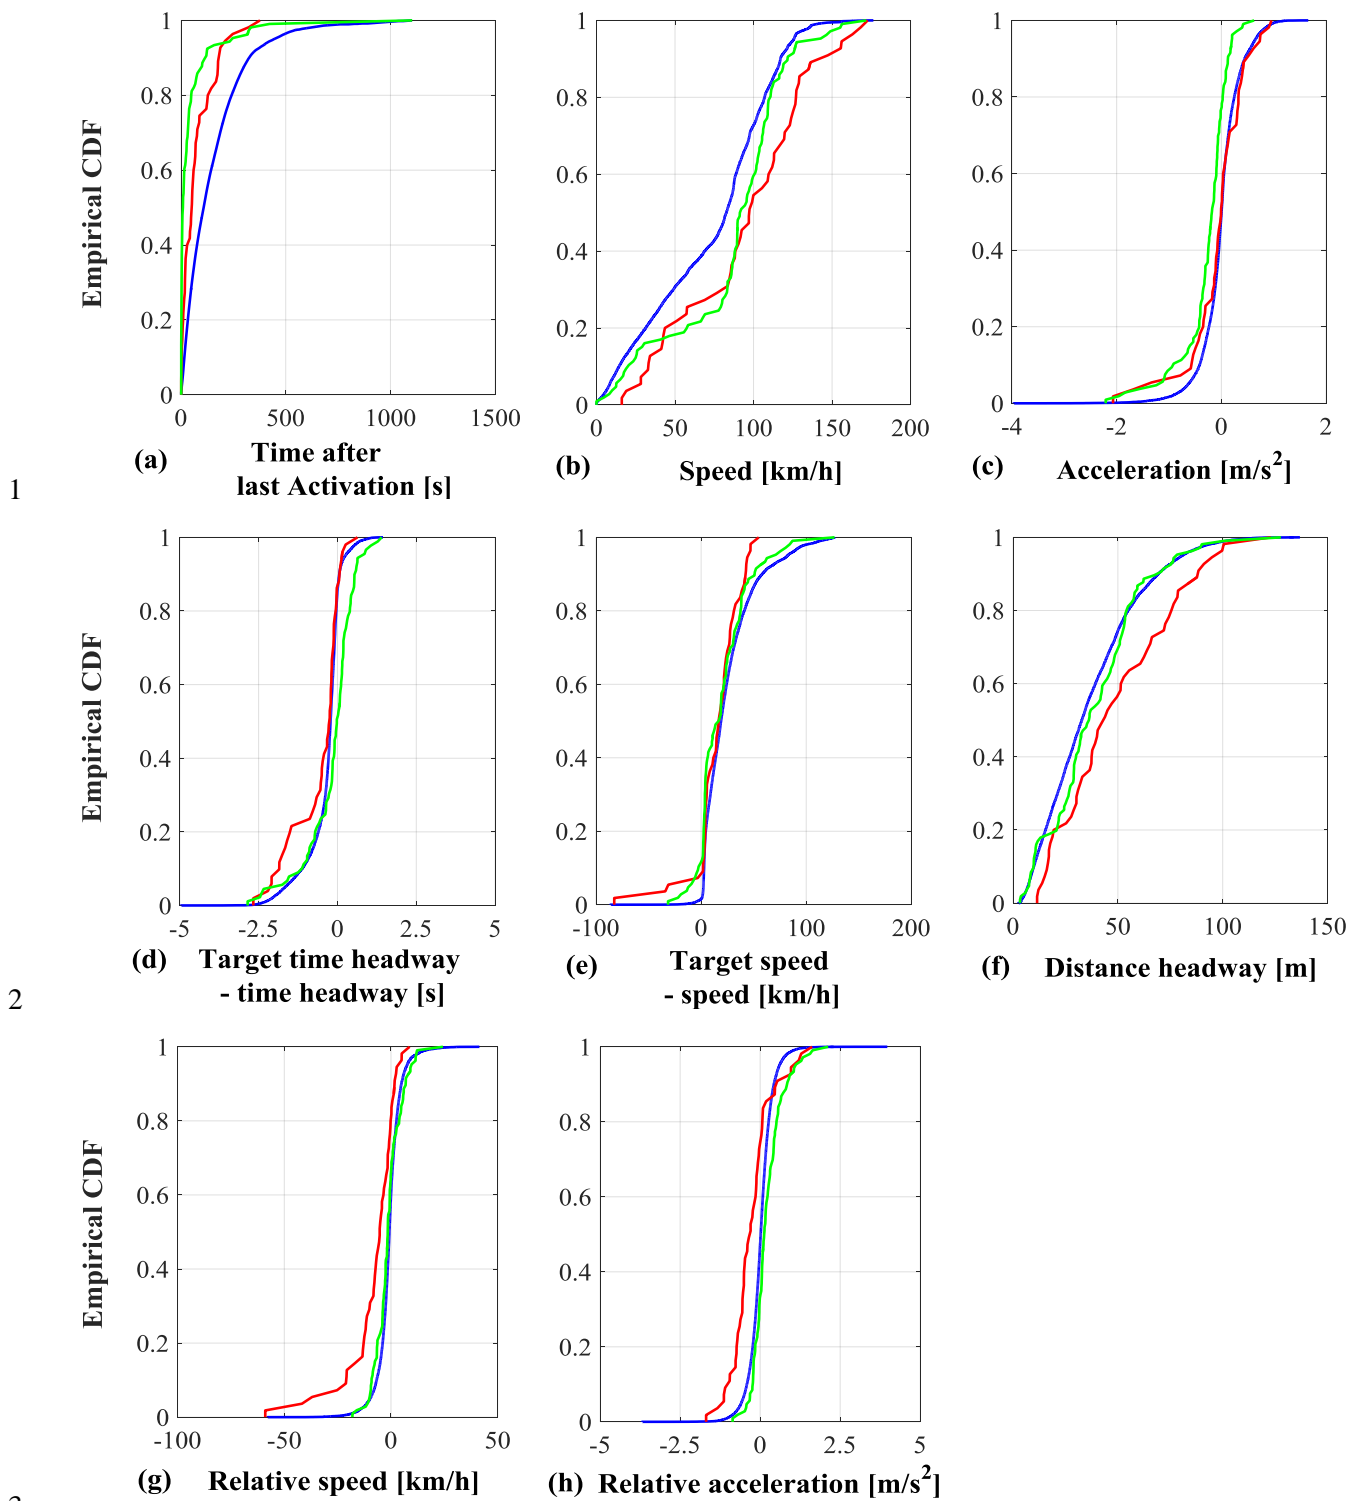 1
0.8
0.6
0.4
0.2
0
Empirical CDF
0 500 1000 1500
(a) Time after
last Activation [s]
1
0.8
0.6
0.4
0.2
0
0 50 100 150 200
(b) Speed [km/h]
1
0.8
0.6
0.4
0.2
0
-4 -2 0 2
(c) Acceleration [m/s²]
1
1
0.8
0.6
0.4
0.2
0
Empirical CDF
-5 -2.5 0 2.5 5
(d) Target time headway
- time headway [s]
1
0.8
0.6
0.4
0.2
0
-100 0 100 200
(e) Target speed
- speed [km/h]
1
0.8
0.6
0.4
0.2
0
0 50 100 150
(f) Distance headway [m]
2
1
0.8
0.6
0.4
0.2
0
Empirical CDF
-100 -50 0 50
(g) Relative speed [km/h]
1
0.8
0.6
0.4
0.2
0
-5 -2.5 0 2.5 5
(h) Relative acceleration [m/s²]